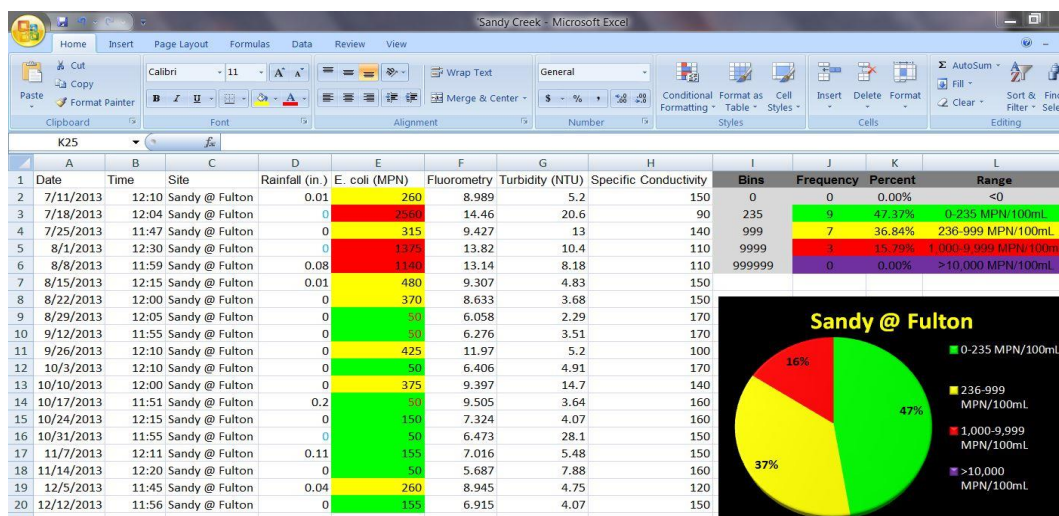 'Sandy Creek - Microsoft Excel
Home Insert Page Layout Formulas Data Review View
Cut
Copy
Format Painter
Paste
Calibri 11
Wrap Text
Merge & Center
General
Conditional Formatting
Format as Table
Cell Styles
Insert Delete Format
AutoSum
Fill
Clear
Sort & Filter
Clipboard Font Alignment Number Styles Cells Editing
K25 fx
A B C D E F G H I J K L
1 Date Time Site Rainfall (in.) E. coli (MPN) Fluorometry Turbidity (NTU) Specific Conductivity Bins Frequency Percent Range
2 7/11/2013 12:10 Sandy @ Fulton 0.01 260 8.989 5.2 150 0 0 0.00% <0
3 7/18/2013 12:04 Sandy @ Fulton 0 2560 14.46 20.6 90 235 9 47.37% 0-235 MPN/100mL
4 7/25/2013 11:47 Sandy @ Fulton 0 315 9.427 13 140 999 7 36.84% 236-999 MPN/100mL
5 8/1/2013 12:30 Sandy @ Fulton 0 1375 13.82 10.4 110 9999 3 15.79% 1,000-9,999 MPN/100m
6 8/8/2013 11:59 Sandy @ Fulton 0.08 1140 13.14 8.18 110 999999 0 0.00% >10,000 MPN/100mL
7 8/15/2013 12:15 Sandy @ Fulton 0.01 480 9.307 4.83 150
8 8/22/2013 12:00 Sandy @ Fulton 0 370 8.633 3.68 150
9 8/29/2013 12:05 Sandy @ Fulton 0 50 6.058 2.29 170
10 9/12/2013 11:55 Sandy @ Fulton 0 50 6.276 3.51 170
11 9/26/2013 12:10 Sandy @ Fulton 0 425 11.97 5.2 100
12 10/3/2013 12:10 Sandy @ Fulton 0 50 6.406 4.91 170
13 10/10/2013 12:00 Sandy @ Fulton 0 375 9.397 14.7 140
14 10/17/2013 11:51 Sandy @ Fulton 0.2 50 9.505 3.64 160
15 10/24/2013 12:15 Sandy @ Fulton 0 150 7.324 4.07 160
16 10/31/2013 11:55 Sandy @ Fulton 0 50 6.473 28.1 150
17 11/7/2013 12:11 Sandy @ Fulton 0.11 155 7.016 5.48 150
18 11/14/2013 12:20 Sandy @ Fulton 0 50 5.687 7.88 160
19 12/5/2013 11:45 Sandy @ Fulton 0.04 260 8.945 4.75 120
20 12/12/2013 11:56 Sandy @ Fulton 0 155 6.915 4.07 150
Sandy @ Fulton
16%
47%
37%
0-235 MPN/100mL
236-999
MPN/100mL
1,000-9,999
MPN/100mL
>10,000
MPN/100mL